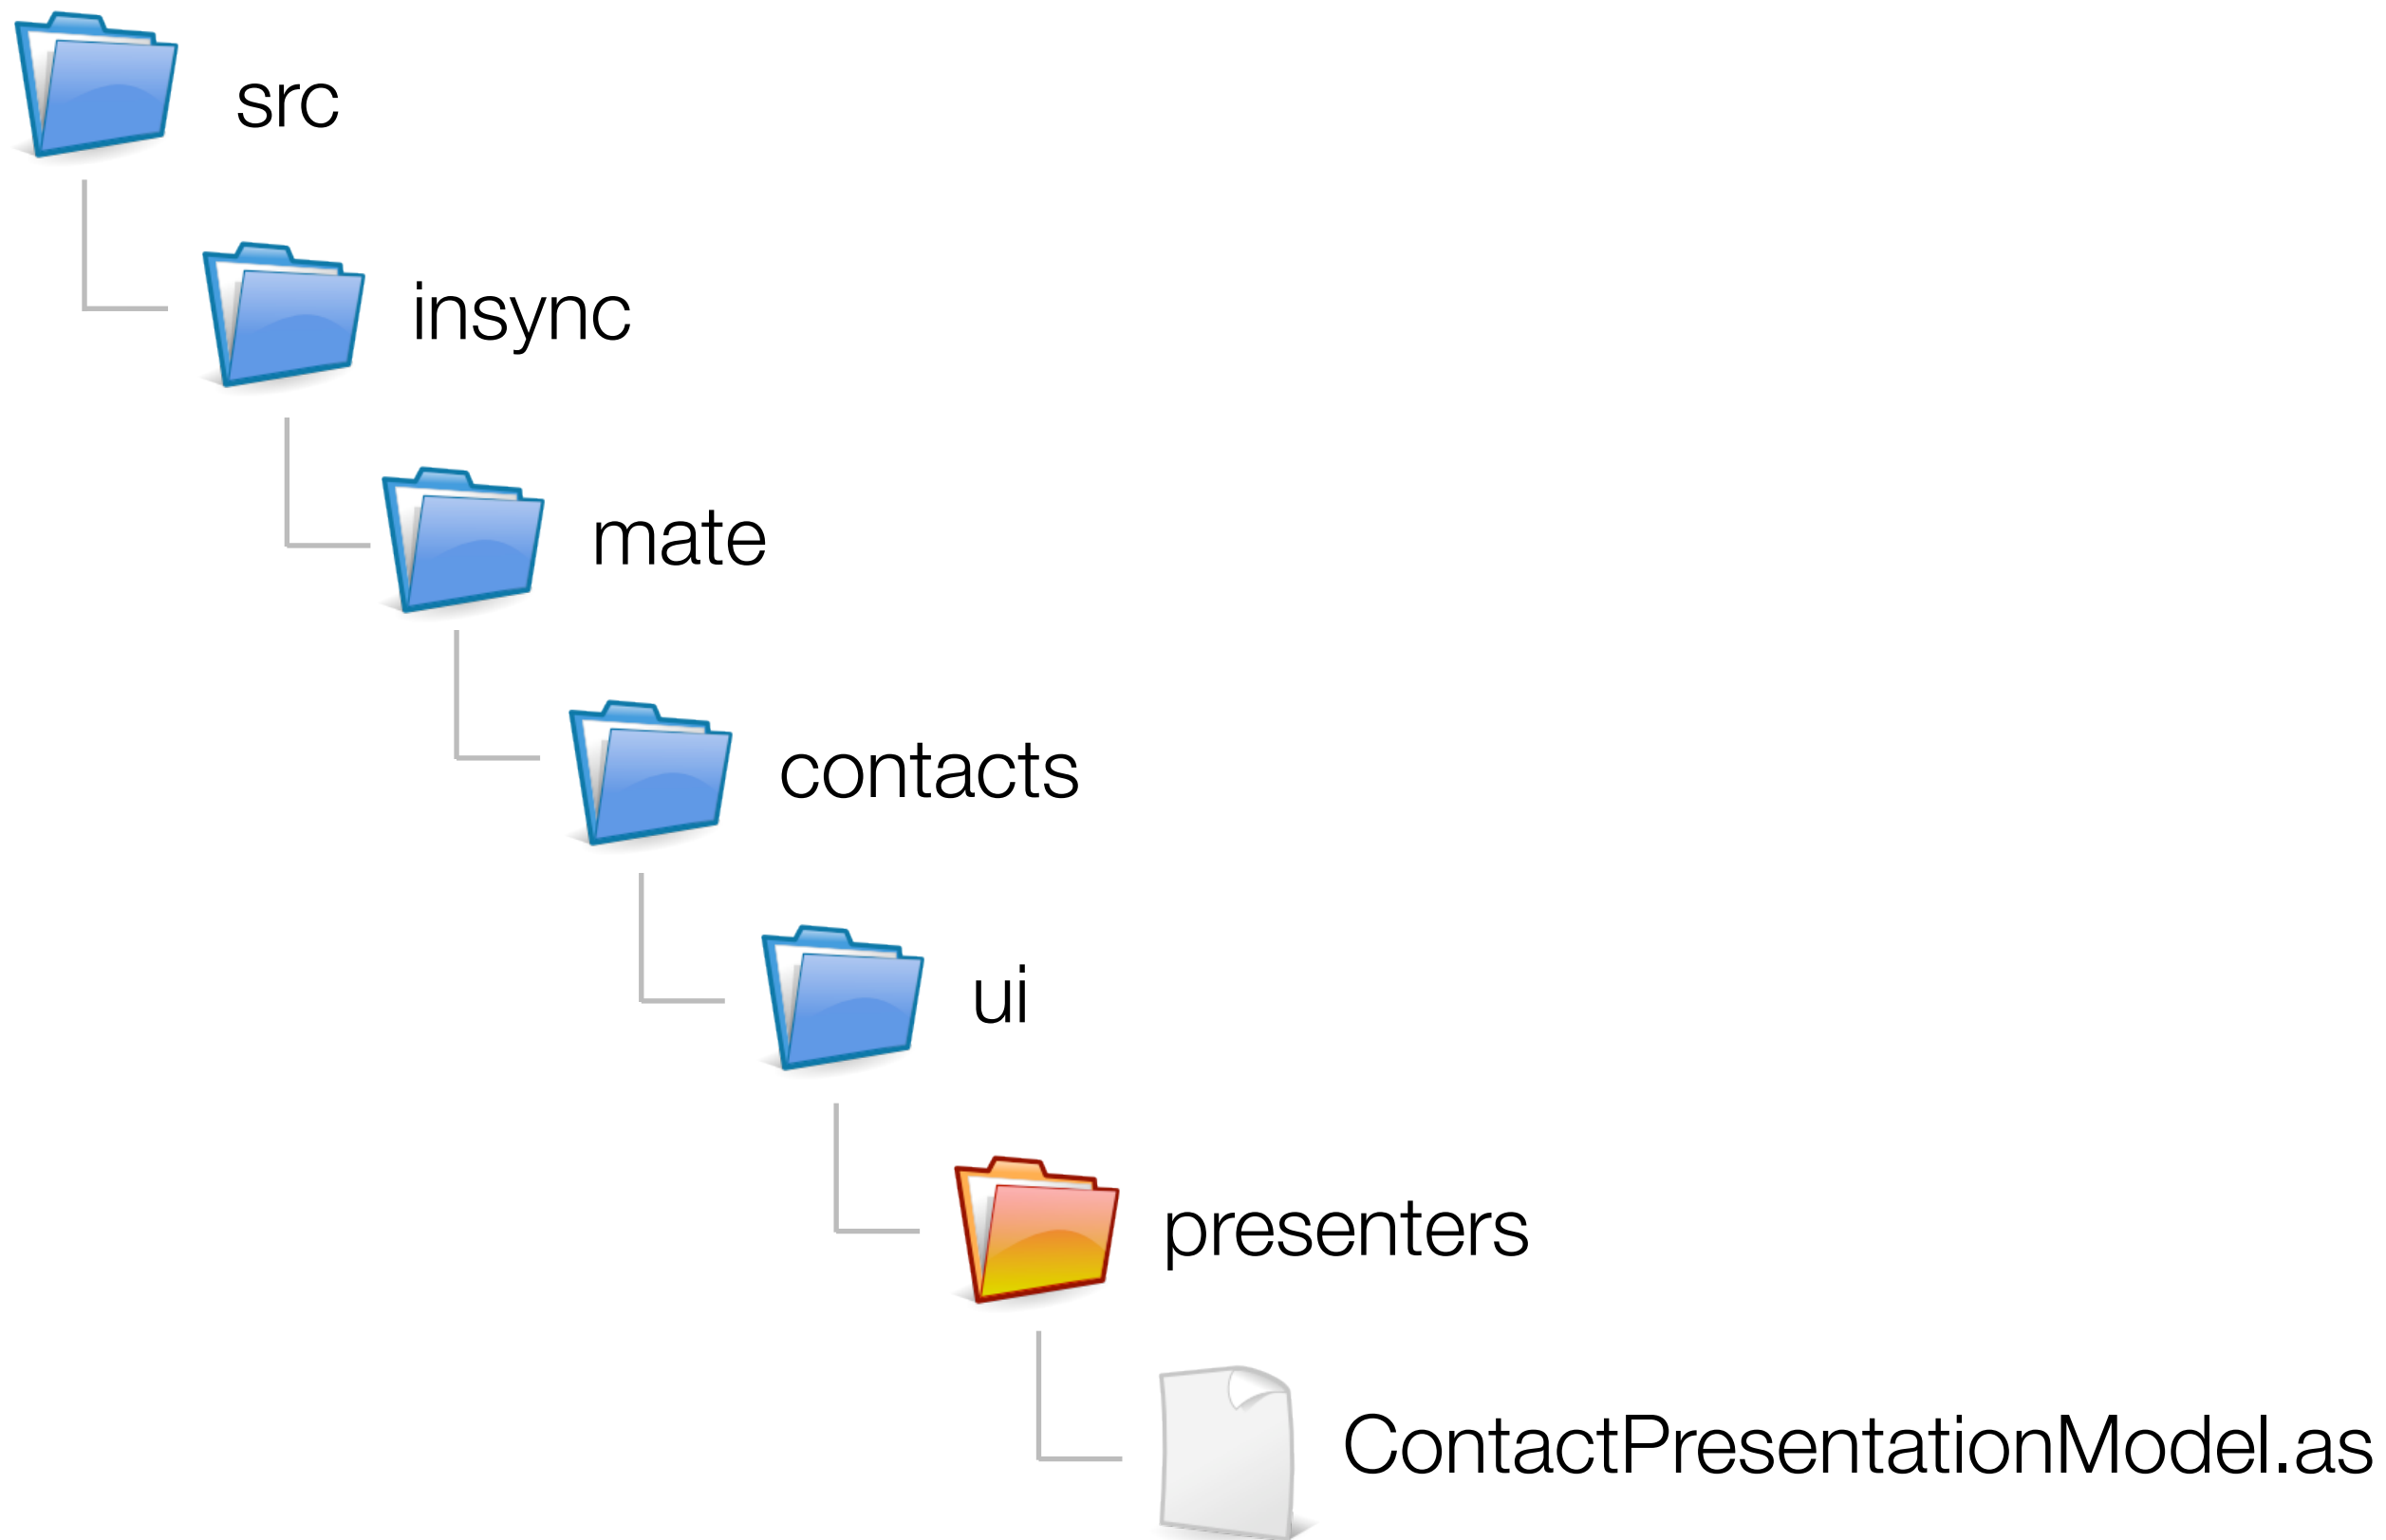 src
insync
mate
contacts
ui
presenters
ContactPresentationModel.as